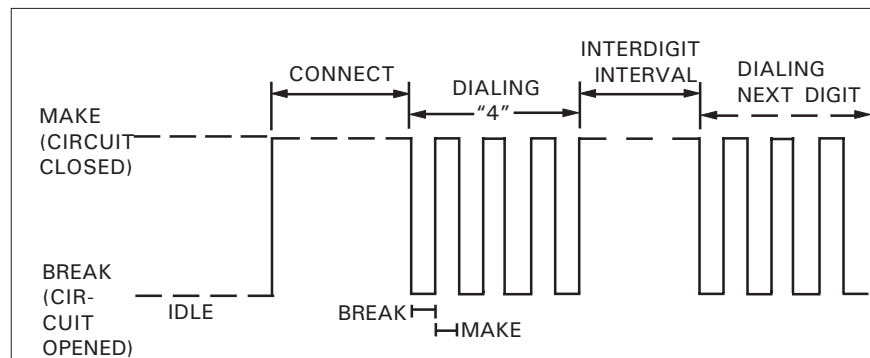 CONNECT
DIALING
"4"
INTERDIGIT
INTERVAL
DIALING
NEXT DIGIT
MAKE
(CIRCUIT
CLOSED)
BREAK
(CIR-
CUIT
OPENED)
IDLE
BREAK
MAKE